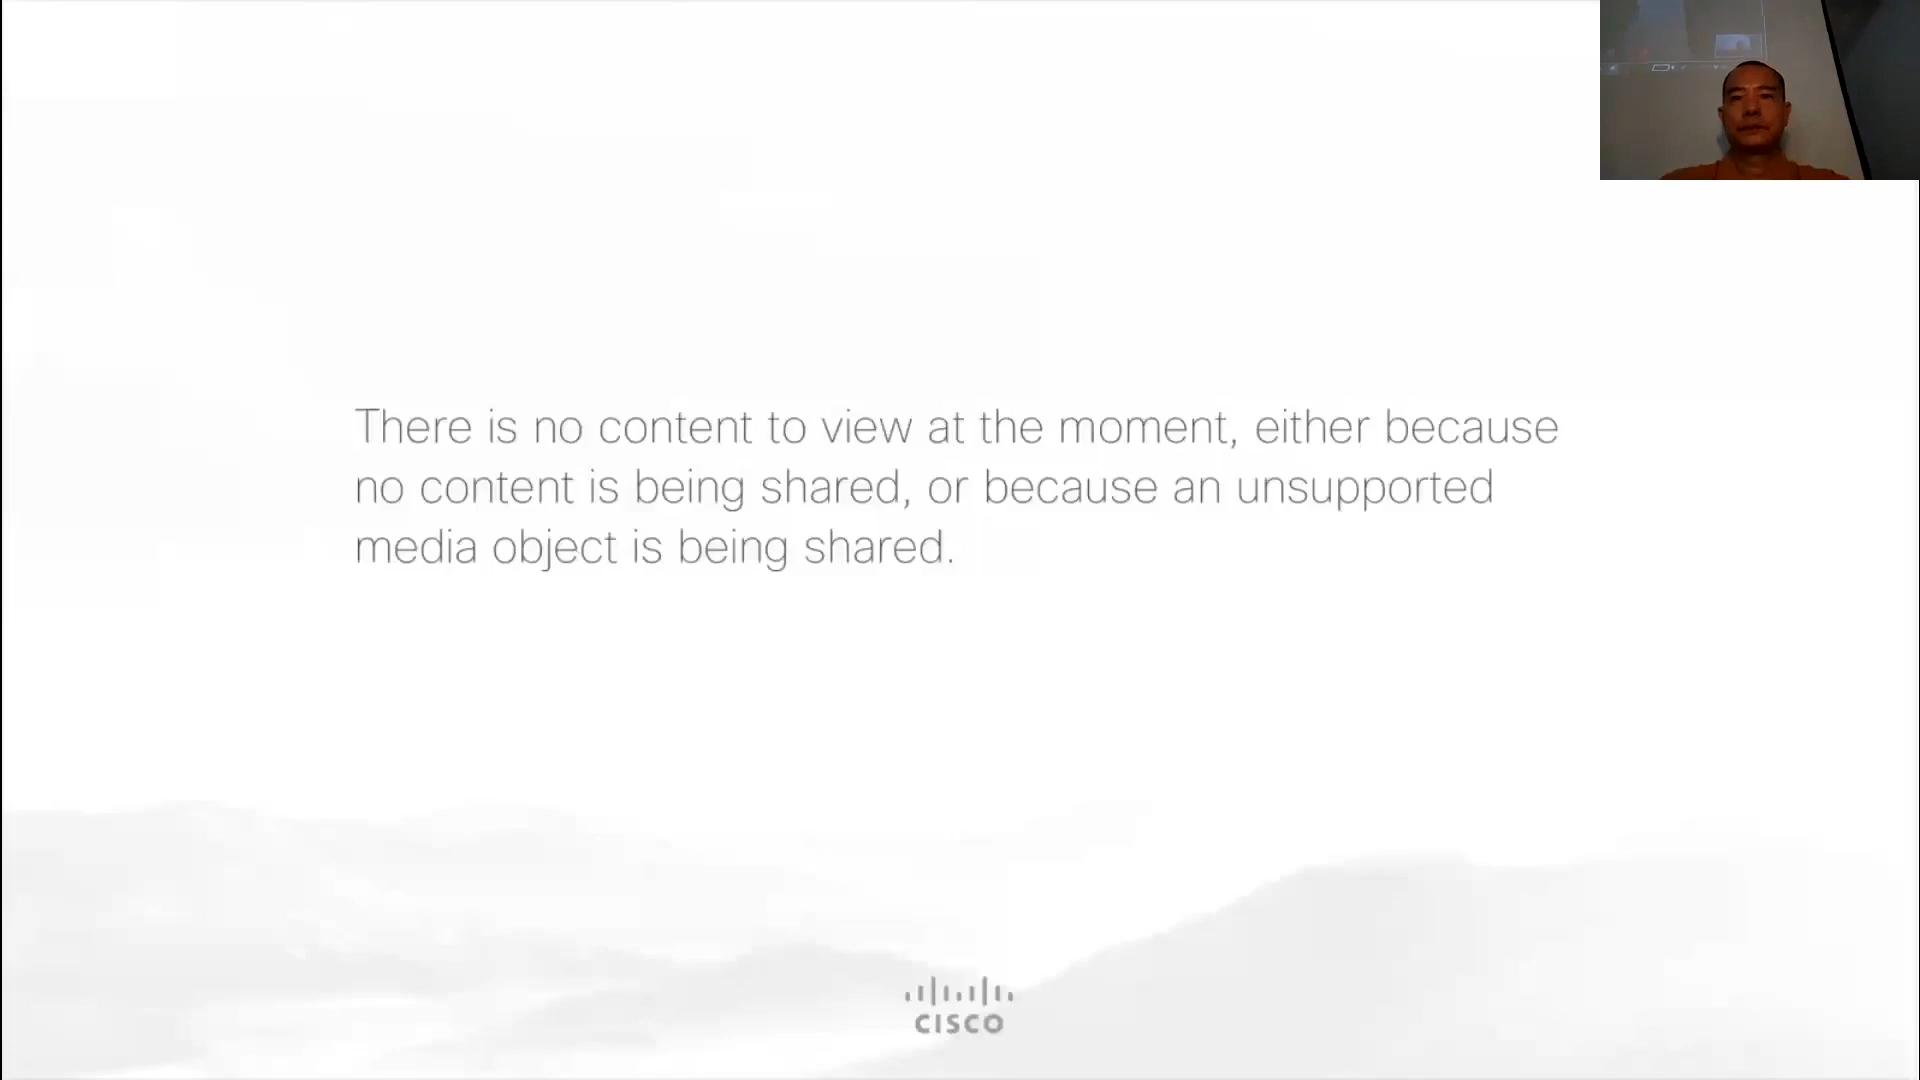 There is no content to view at the moment, either because
no content is being shared, or because an unsupported
media object is being shared.
CISCO